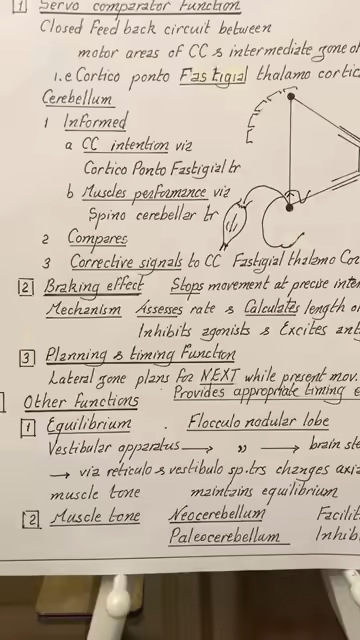 1 Servo comparator Function
Closed Feed back circuit between
motor areas of CC & intermediate zone of
i.e Cortico ponto Fastigial thalamo cortic
Cerebellum
1 Informed
a CC intention via
Cortico Ponto Fastigial tr
b Muscles performance via
Spino cerebellar tr
2 Compares
3 Corrective signals to CC Fastigial thalamo Cor
2 Braking effect Stops movement at precise inte
Mechanism Assesses rate & Calculates length o
Inhibits agonists & Excites ant
3 Planning & timing Function
Lateral zone plans for NEXT while present mov.
Provides appropriate timing e
Other functions
1 Equilibrium Flocculo nodular lobe
Vestibular apparatus → " → brain ste
→ via reticulo & vestibulo sp.trs changes axia
muscle tone maintains equilibrium
2 Muscle tone Neocerebellum Facilit
Paleocerebellum Inhib